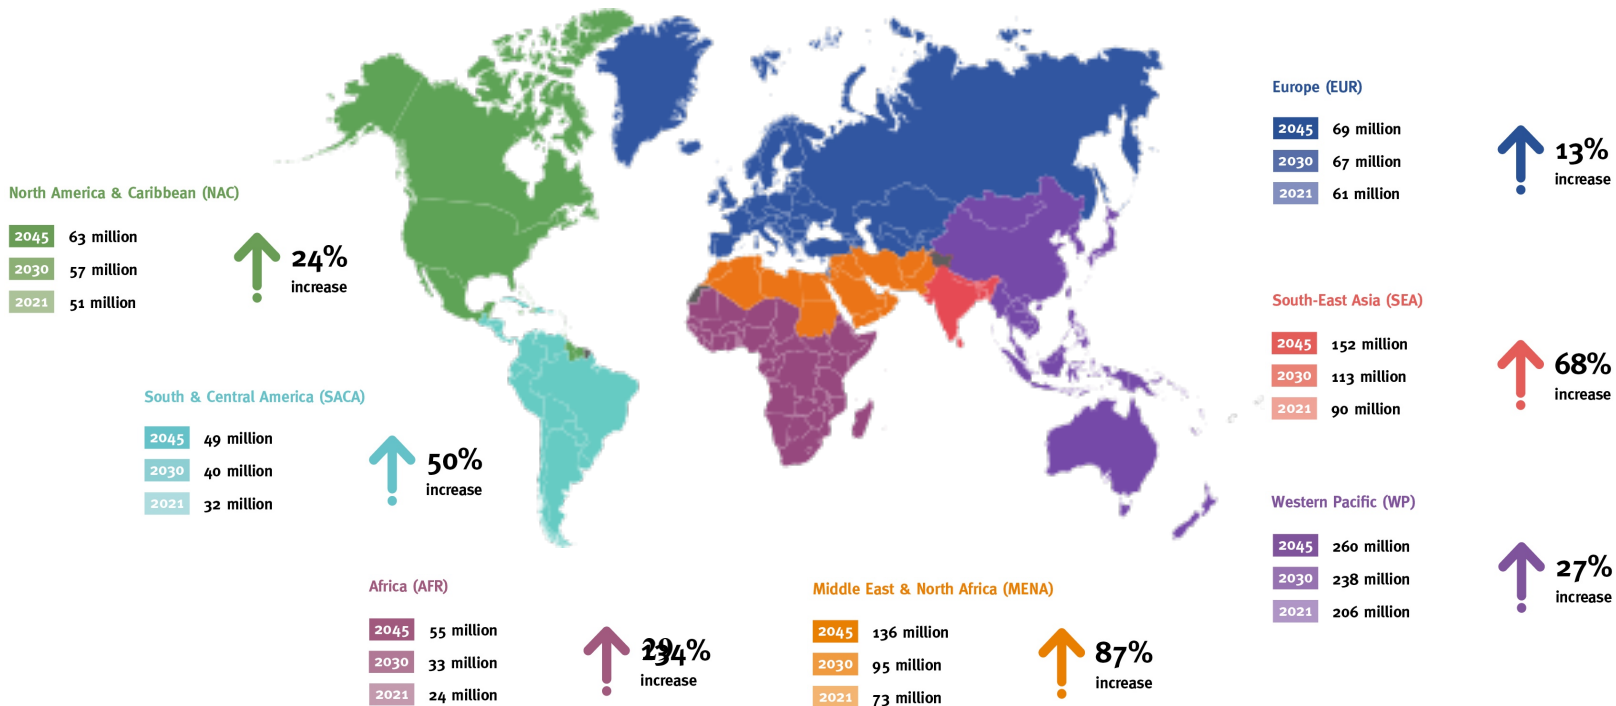 North America & Caribbean (NAC)
2045 63 million
2030 57 million
2021 51 million
24%
increase
South & Central America (SACA)
2045 49 million
2030 40 million
2021 32 million
50%
increase
Africa (AFR)
2045 55 million
2030 33 million
2021 24 million
increase
Middle East & North Africa (MENA)
2045 136 million
2030 95 million
2021 73 million
87%
increase
Europe (EUR)
2045 69 million
2030 67 million
2021 61 million
13%
increase
South-East Asia (SEA)
2045 152 million
2030 113 million
2021 90 million
68%
increase
Western Pacific (WP)
2045 260 million
2030 238 million
2021 206 million
27%
increase